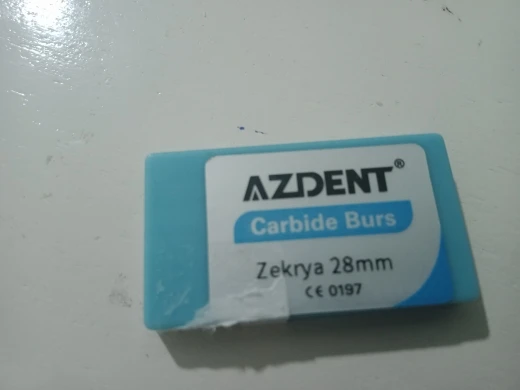 AZDENT®
Carbide Burs
Zekrya 28mm
CE 0197